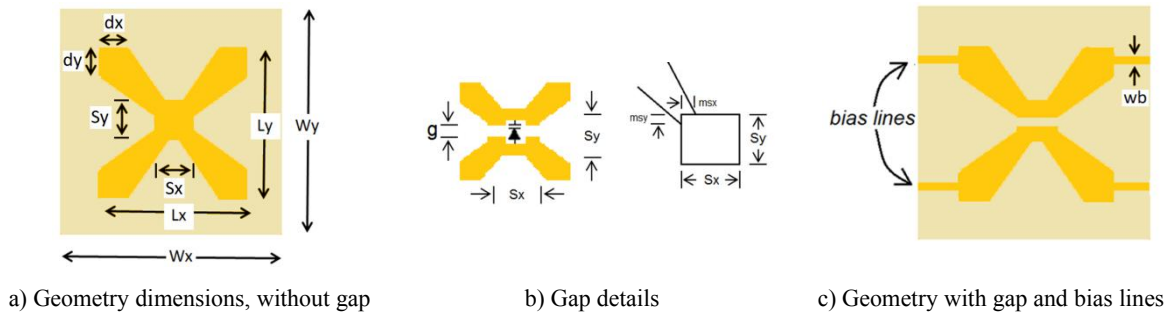 dx
dy
Sy
Ly
Wy
Sx
Lx
Wx
g
Sy
Sx
msx
msy
Sy
Sx
bias lines
wb
a) Geometry dimensions, without gap
b) Gap details
c) Geometry with gap and bias lines